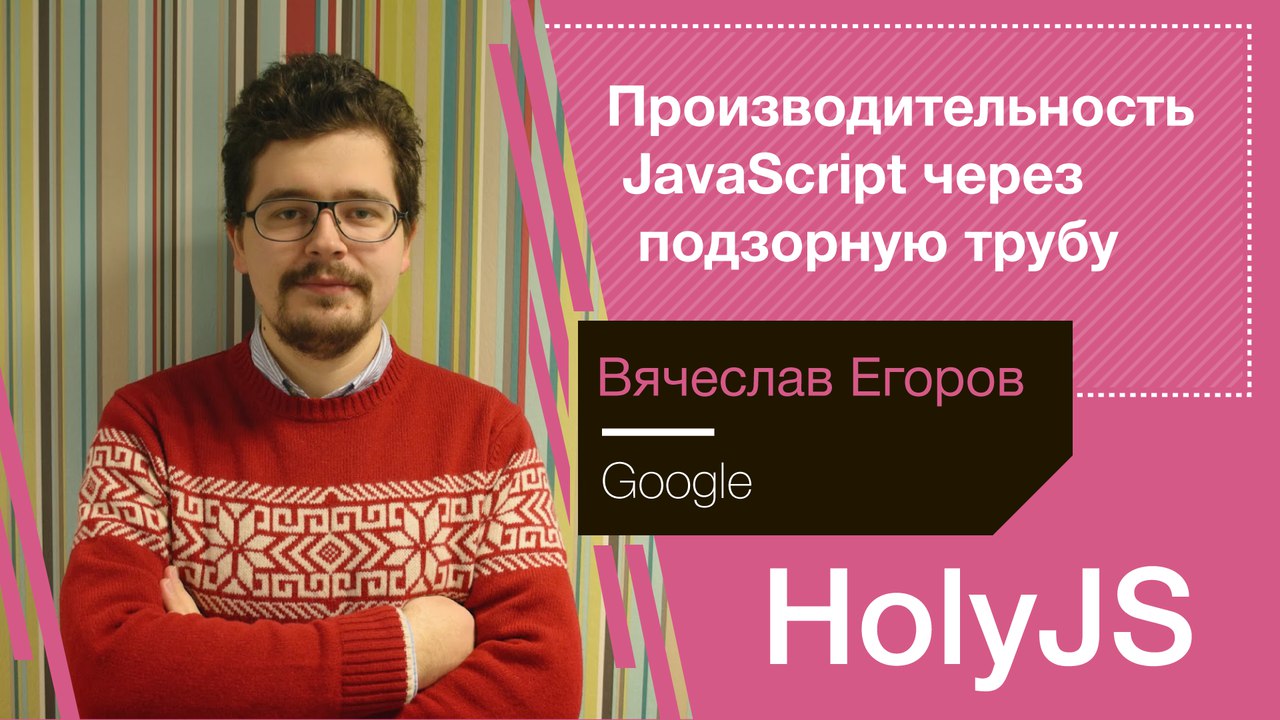 Производительность
JavaScript через
подзорную трубу
Вячеслав Егоров
Google
HolyJS